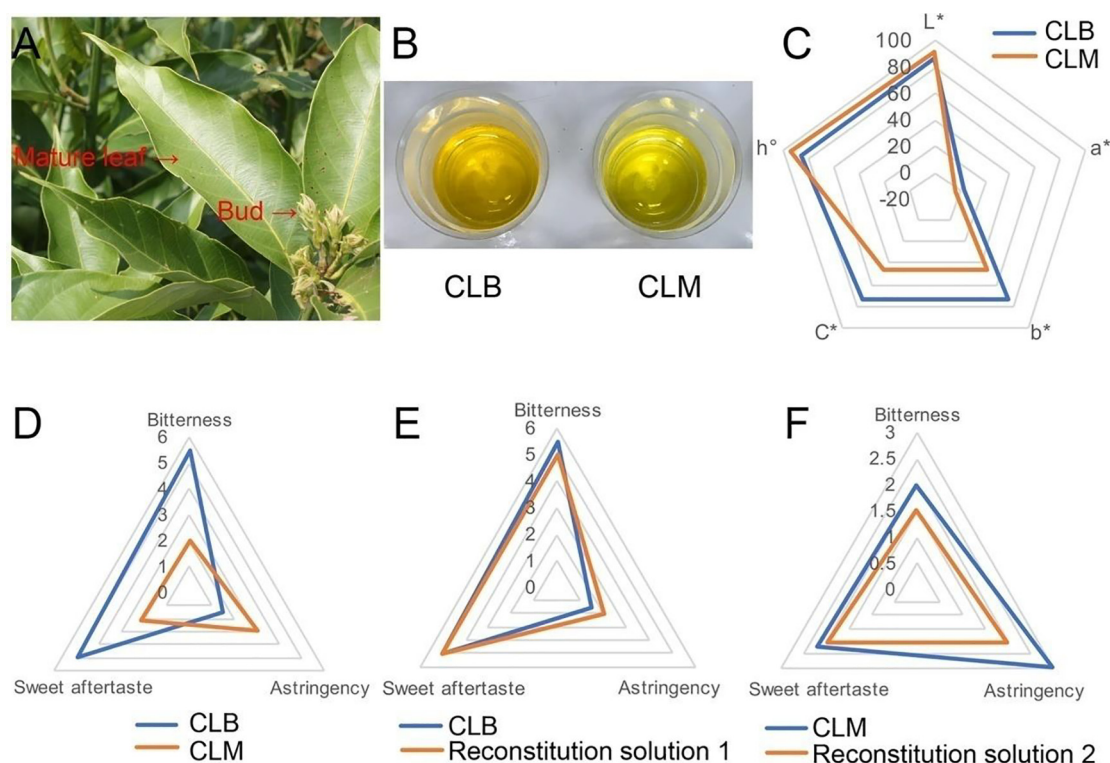 A
Mature leaf →
Bud →
B
CLB
CLM
C
CLB
CLM
L*
100
80
60
40
20
0
-20
a*
b*
C*
h°
D
Bitterness
6
5
4
3
2
1
0
Sweet aftertaste
Astringency
CLB
CLM
E
Bitterness
6
5
4
3
2
1
0
Sweet aftertaste
Astringency
CLB
Reconstitution solution 1
F
Bitterness
3
2.5
2
1.5
1
0.5
0
Sweet aftertaste
Astringency
CLM
Reconstitution solution 2